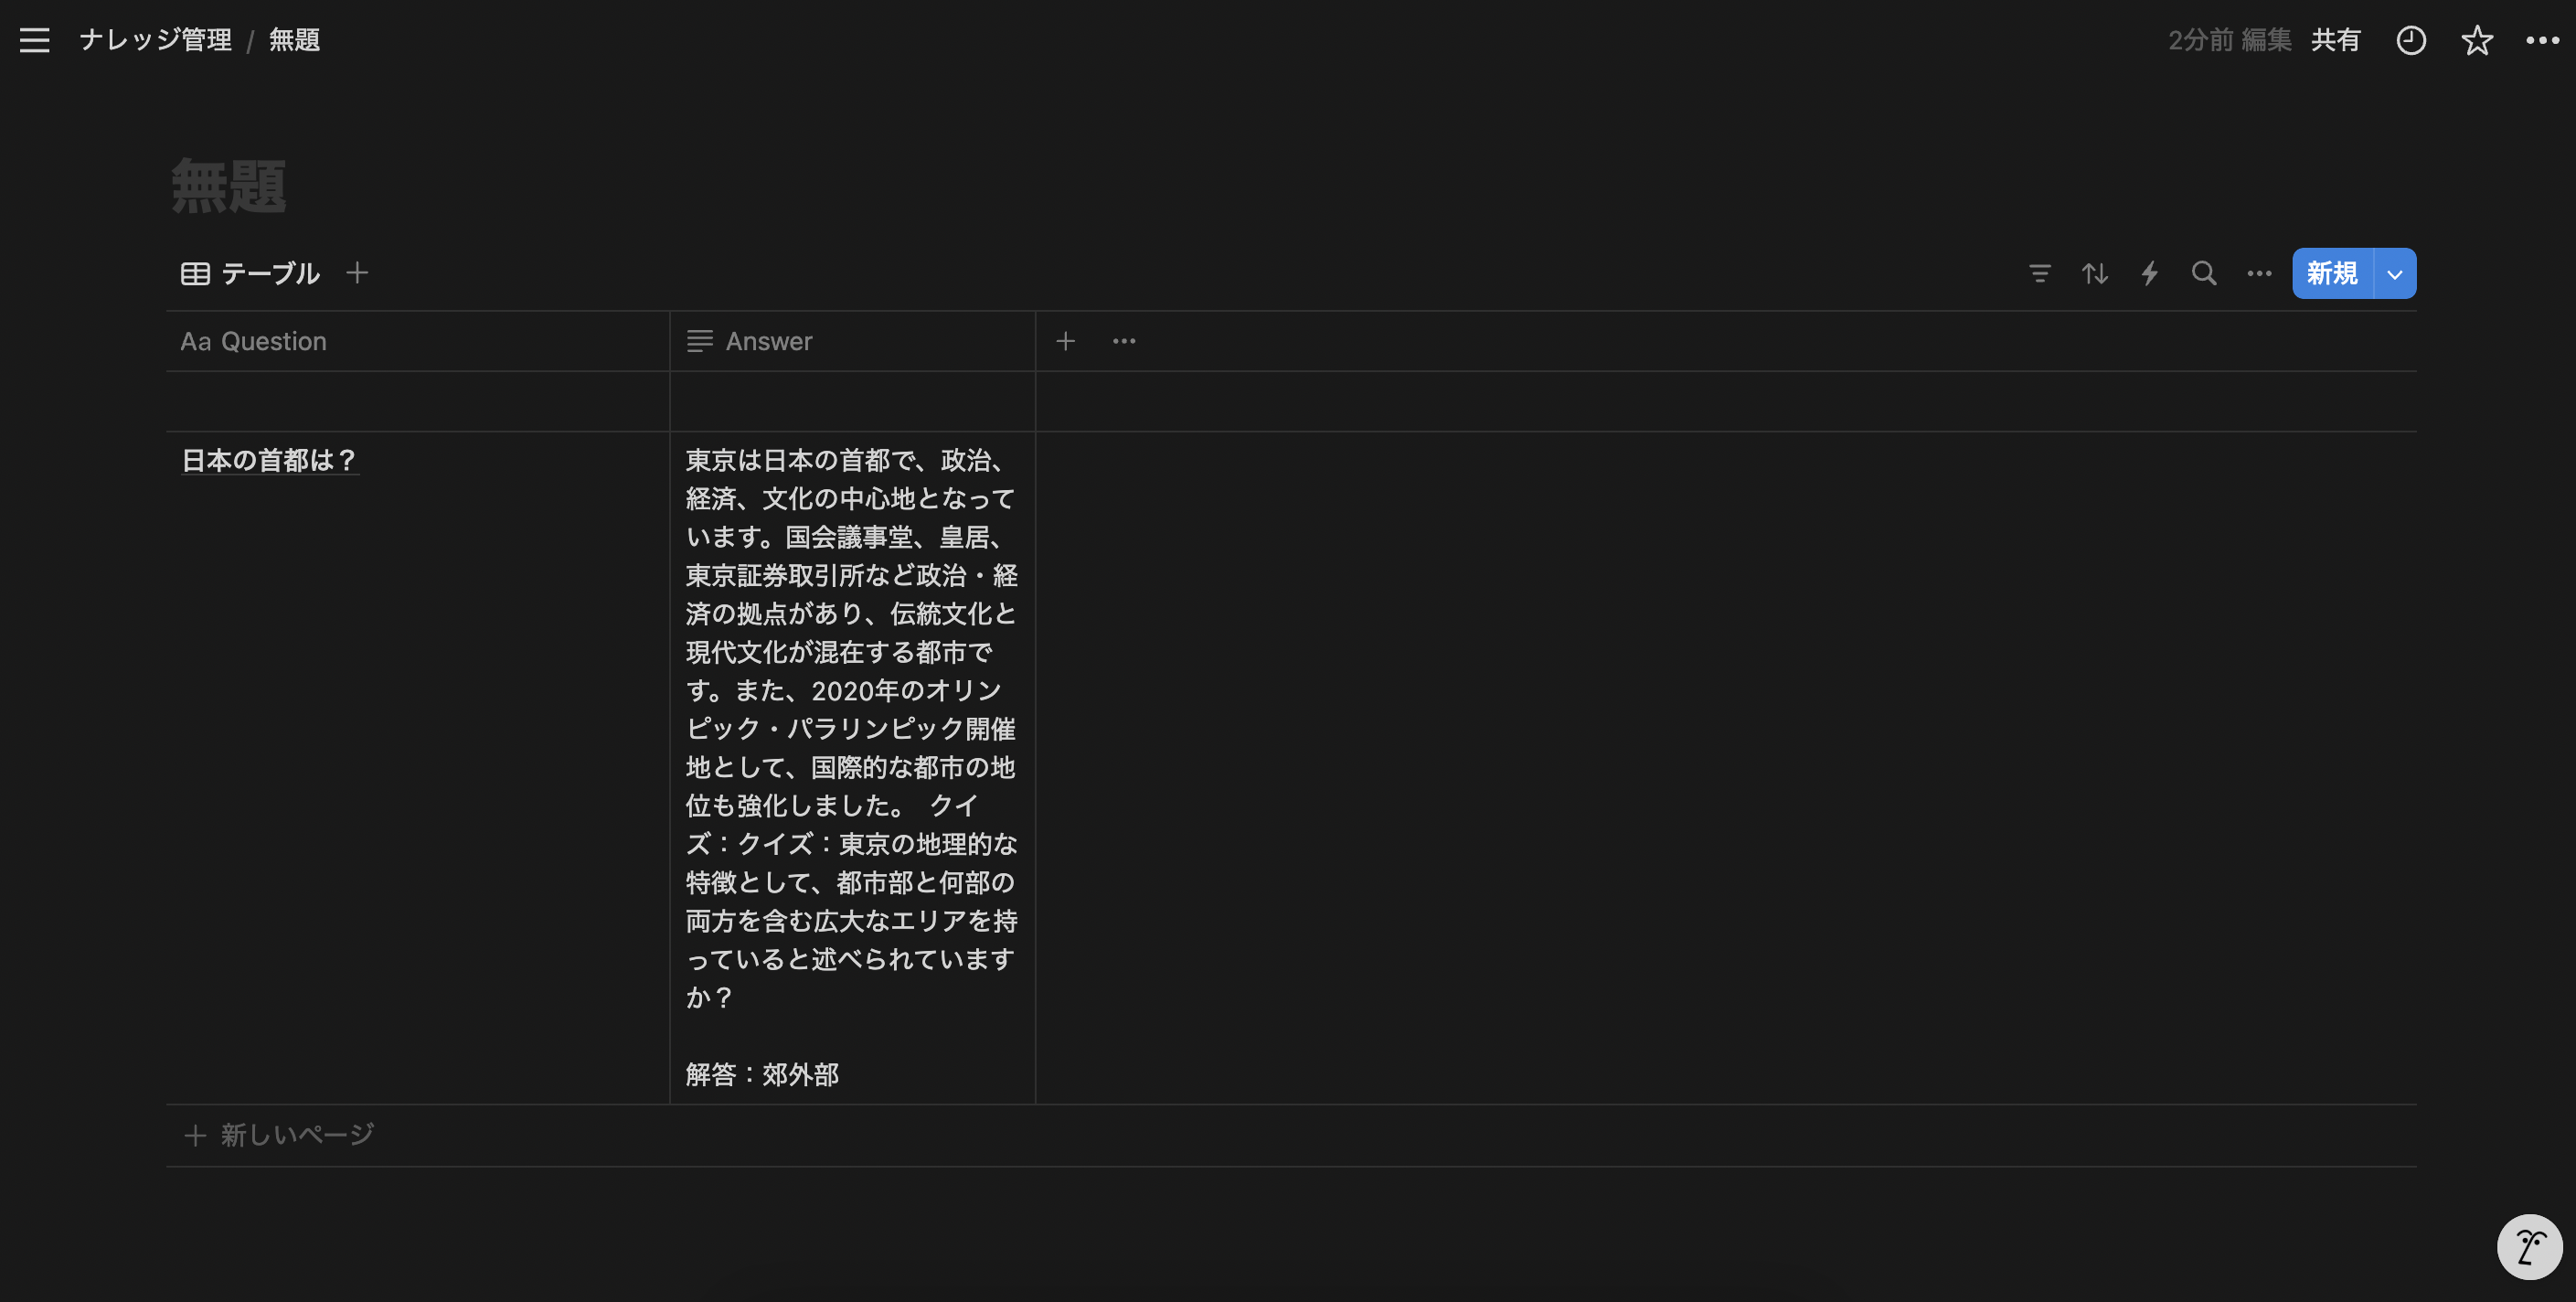 ナレッジ管理 / 無題
2分前 編集 共有
無題
テーブル
新規
Aa Question
Answer
日本の首都は？
東京は日本の首都で、政治、
経済、文化の中心地となって
います。国会議事堂、皇居、
東京証券取引所など政治・経
済の拠点があり、伝統文化と
現代文化が混在する都市で
す。また、2020年のオリン
ピック・パラリンピック開催
地として、国際的な都市の地
位も強化しました。 クイ
ズ：クイズ：東京の地理的な
特徴として、都市部と何部の
両方を含む広大なエリアを持
っていると述べられています
か？
解答：郊外部
新しいページ